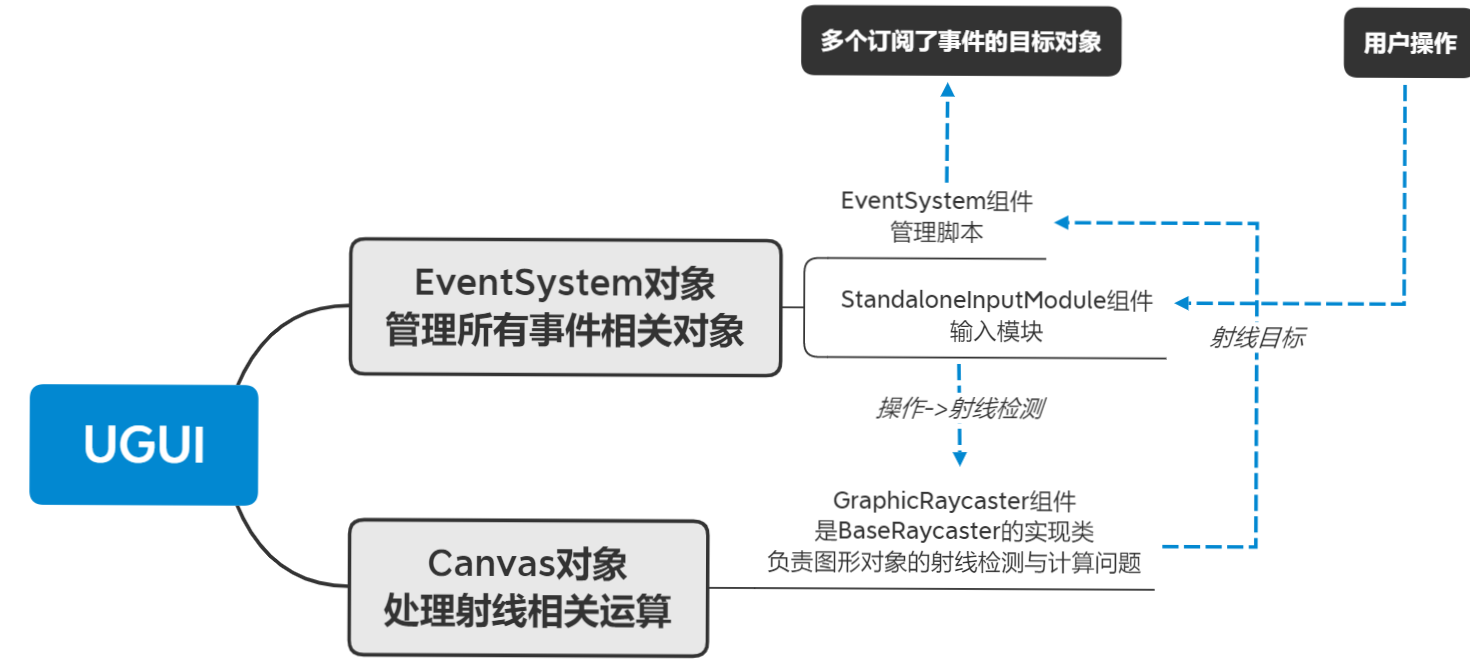 多个订阅了事件的目标对象
用户操作
EventSystem组件
管理脚本
EventSystem对象
管理所有事件相关对象
StandaloneInputModule组件
输入模块
射线目标
操作->射线检测
UGUI
GraphicRaycaster组件
是BaseRaycaster的实现类
负责图形对象的射线检测与计算问题
Canvas对象
处理射线相关运算